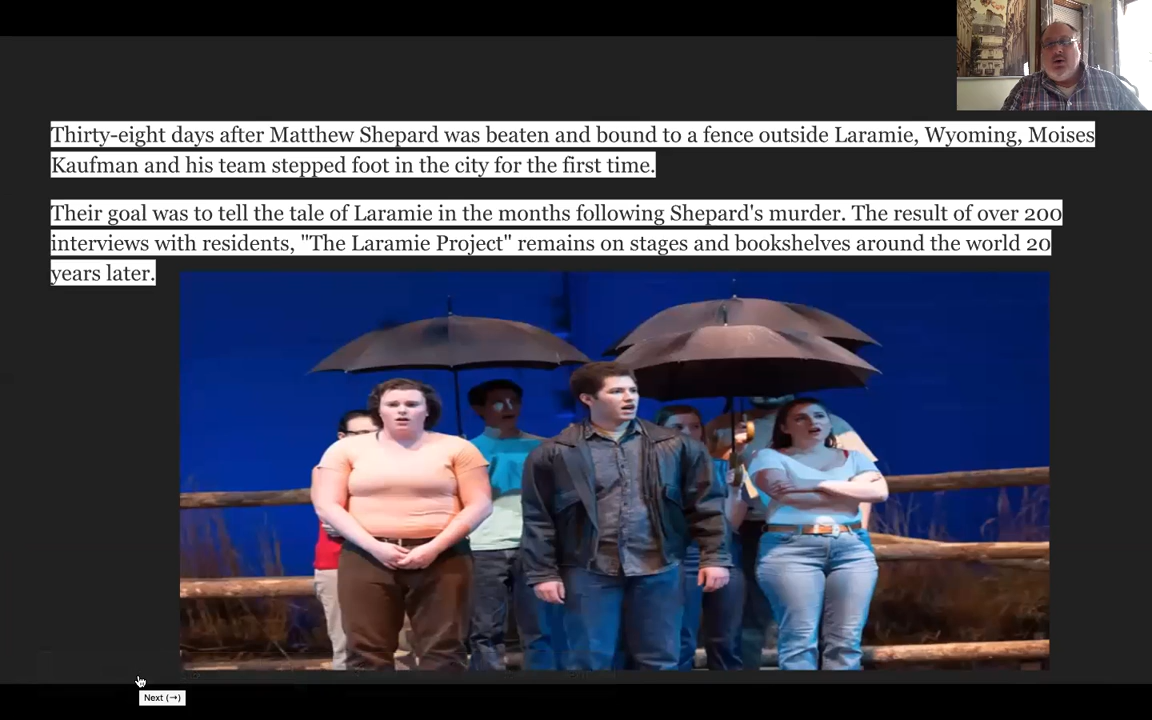 Thirty-eight days after Matthew Shepard was beaten and bound to a fence outside Laramie, Wyoming, Moises
Kaufman and his team stepped foot in the city for the first time.
Their goal was to tell the tale of Laramie in the months following Shepard's murder. The result of over 200
interviews with residents, "The Laramie Project" remains on stages and bookshelves around the world 20
years later.
Next (→)